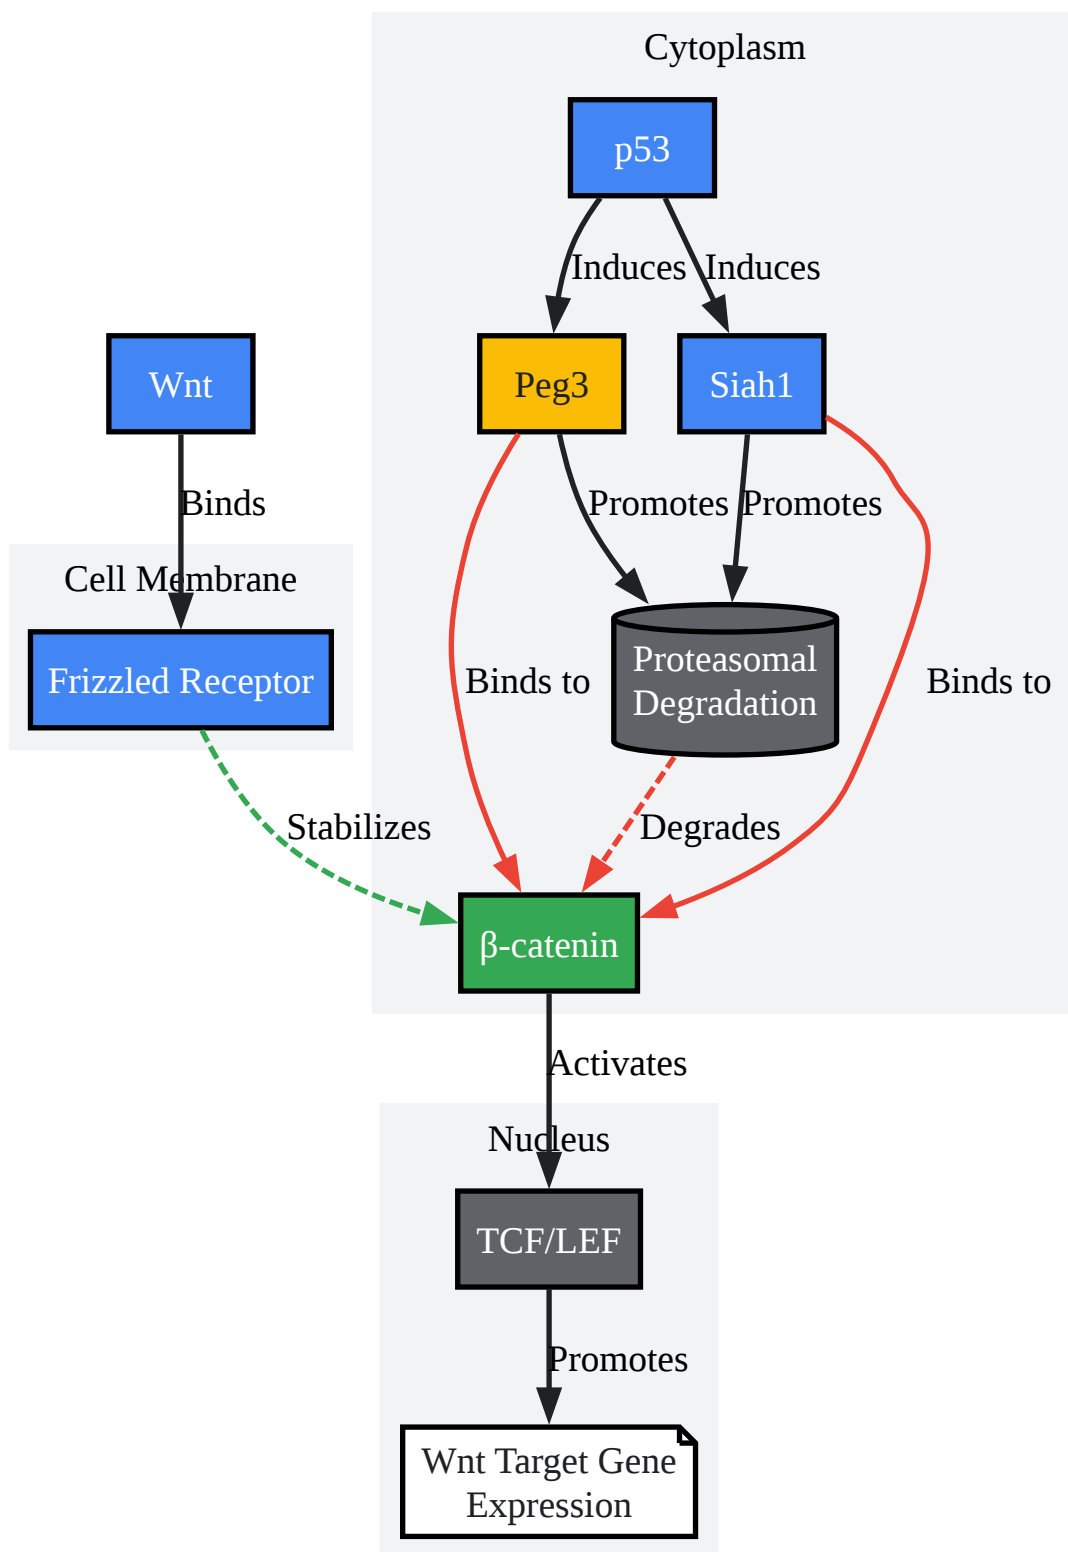 Cytoplasm
p53
Induces
Induces
Wnt
Peg3
Siah1
Binds
Promotes
Promotes
Cell Membrane
Frizzled Receptor
Binds to
Proteasomal
Degradation
Binds to
Stabilizes
Degrades
β-catenin
Activates
Nucleus
TCF/LEF
Promotes
Wnt Target Gene
Expression